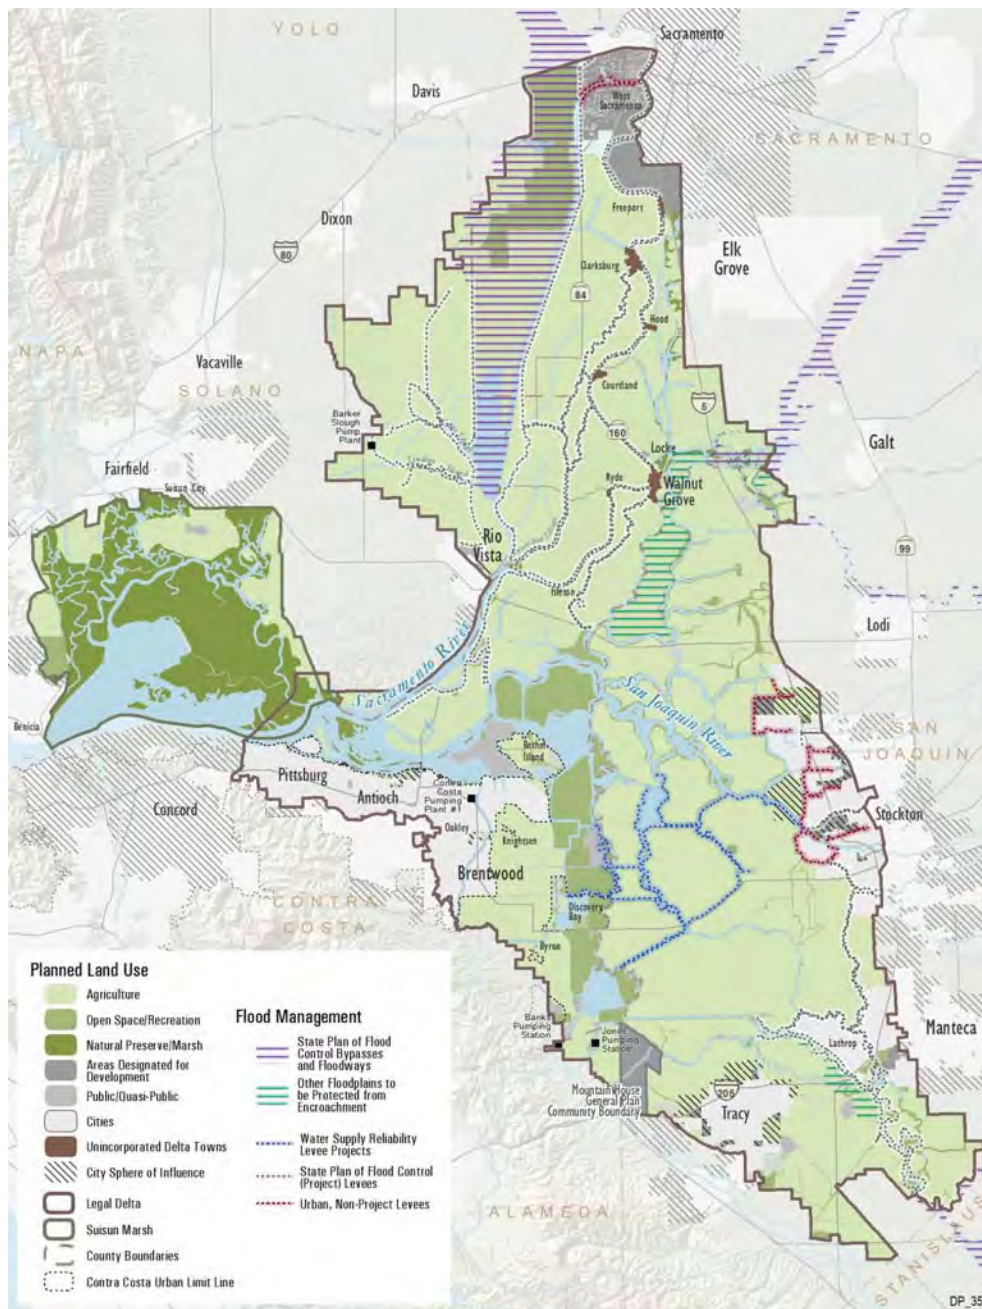 YOLO
Sacramento
Davis
West
Sacramento
SACRAMENTO
Dixon
Freeport
80
Elk
Grove
Clarksburg
84
Hood
NAPA
Vacaville
SOLANO
Courtland
5
Barker
Slough
Pump
Plant
160
Locke
Galt
Fairfield
Suisun City
Ryde
Walnut
Grove
Rio
Vista
99
Isleton
Lodi
Sacramento River
San Joaquin River
Benicia
SAN
JOAQUIN
Bethel
Island
Pittsburg
Antioch
Contra
Costa
Pumping
Plant #1
Concord
Stockton
Oakley
Knightsen
Brentwood
CONTRA
COSTA
Discovery
Bay
Byron
Planned Land Use
Agriculture
Open Space/Recreation
Natural Preserve/Marsh
Areas Designated for
Development
Public/Quasi-Public
Cities
Unincorporated Delta Towns
City Sphere of Influence
Legal Delta
Suisun Marsh
County Boundaries
Contra Costa Urban Limit Line
Flood Management
State Plan of Flood
Control Bypasses
and Floodways
Other Floodplains to
be Protected from
Encroachment
Water Supply Reliability
Levee Projects
State Plan of Flood Control
(Project) Levees
Urban, Non-Project Levees
Banks
Pumping
Station
Jones
Pumping
Station
Lathrop
Manteca
Mountain House
General Plan
Community Boundary
205
Tracy
ALAMEDA
STANISLAUS
DP_35